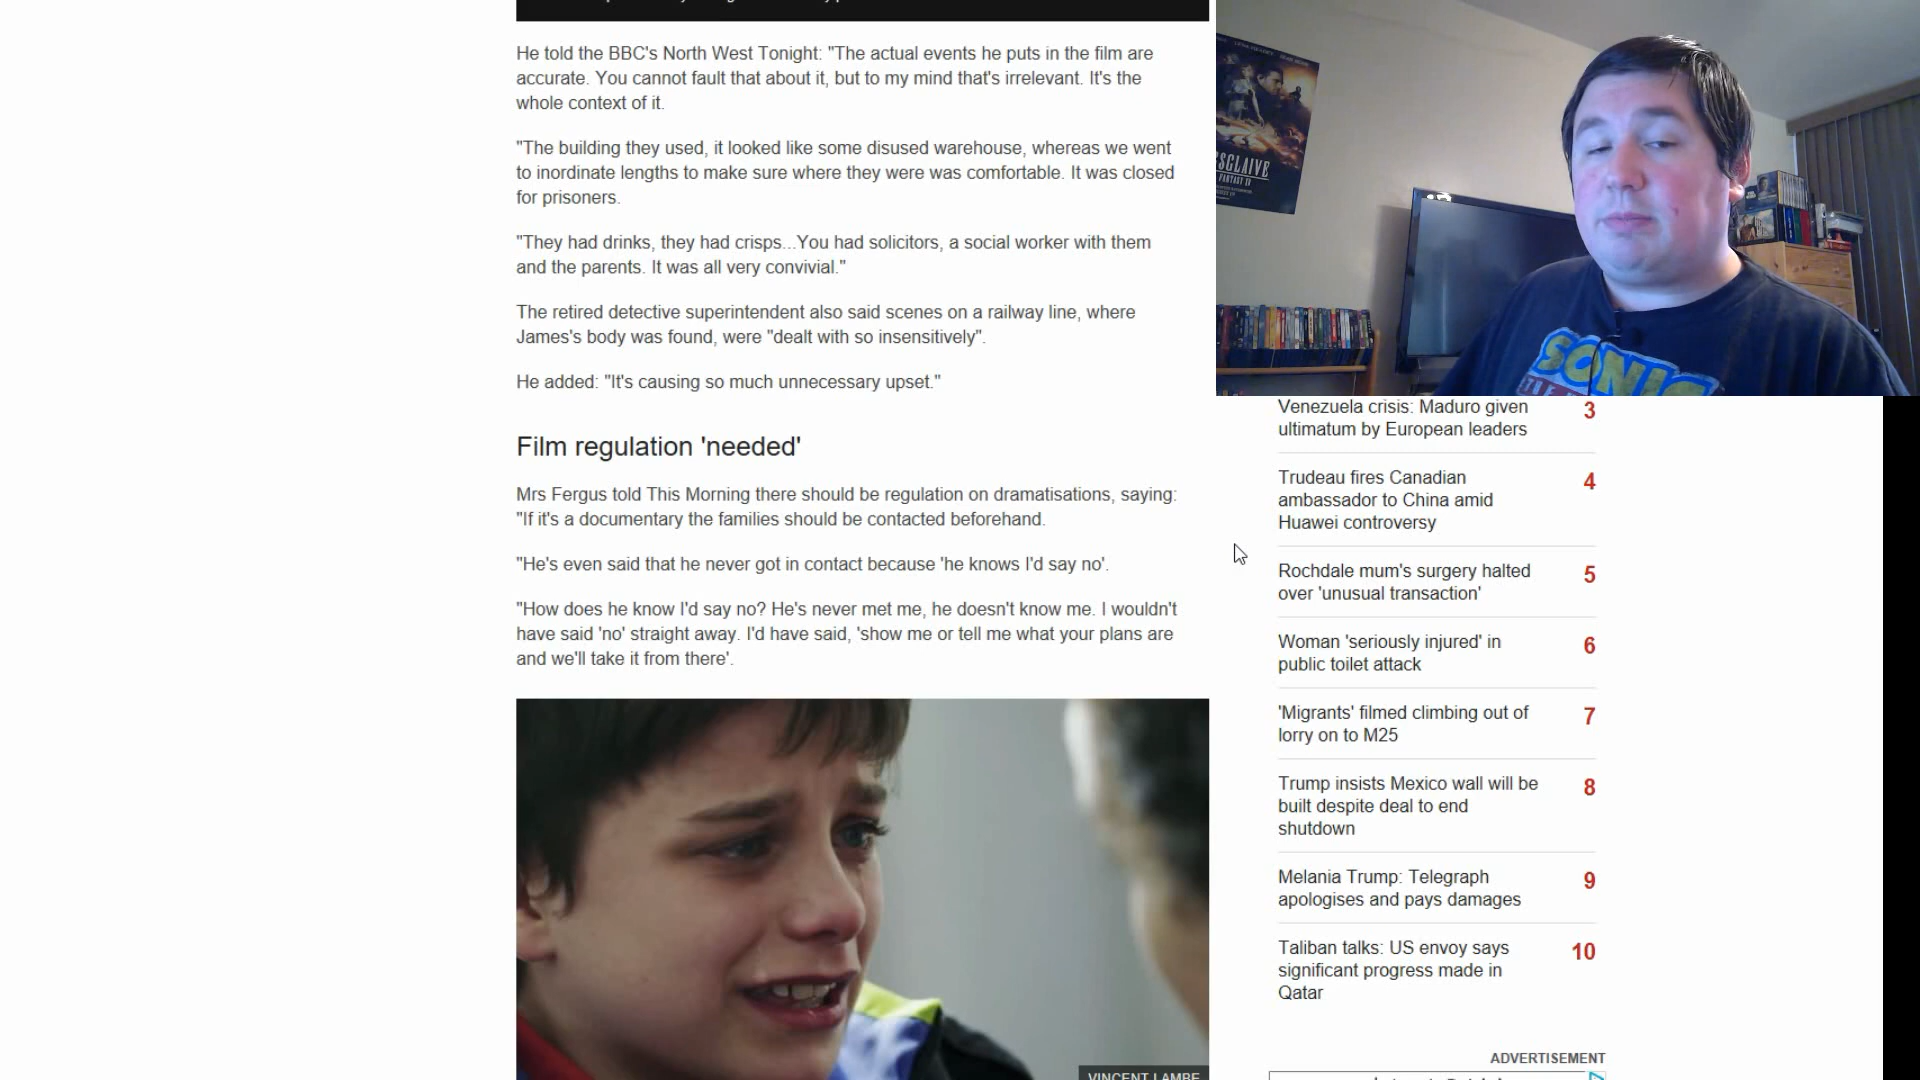 He told the BBC's North West Tonight: "The actual events he puts in the film are
accurate. You cannot fault that about it, but to my mind that's irrelevant. It's the
whole context of it.
"The building they used, it looked like some disused warehouse, whereas we went
to inordinate lengths to make sure where they were was comfortable. It was closed
for prisoners.
"They had drinks, they had crisps...You had solicitors, a social worker with them
and the parents. It was all very convivial."
The retired detective superintendent also said scenes on a railway line, where
James's body was found, were "dealt with so insensitively".
He added: "It's causing so much unnecessary upset."
Film regulation 'needed'
Mrs Fergus told This Morning there should be regulation on dramatisations, saying:
"If it's a documentary the families should be contacted beforehand.
"He's even said that he never got in contact because 'he knows I'd say no'.
"How does he know I'd say no? He's never met me, he doesn't know me. I wouldn't
have said 'no' straight away. I'd have said, 'show me or tell me what your plans are
and we'll take it from there'.
VINCENT LAMBE
SGLAIVE
FANTASY XV
SONIC
Venezuela crisis: Maduro given 3
ultimatum by European leaders
Trudeau fires Canadian 4
ambassador to China amid
Huawei controversy
Rochdale mum's surgery halted 5
over 'unusual transaction'
Woman 'seriously injured' in 6
public toilet attack
'Migrants' filmed climbing out of 7
lorry on to M25
Trump insists Mexico wall will be 8
built despite deal to end
shutdown
Melania Trump: Telegraph 9
apologises and pays damages
Taliban talks: US envoy says 10
significant progress made in
Qatar
ADVERTISEMENT